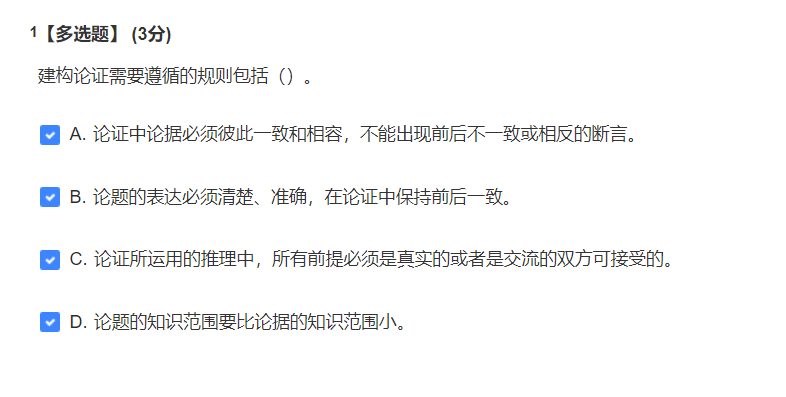 1【多选题】 (3分)
建构论证需要遵循的规则包括（）。
A. 论证中论据必须彼此一致和相容，不能出现前后不一致或相反的断言。
B. 论题的表达必须清楚、准确，在论证中保持前后一致。
C. 论证所运用的推理中，所有前提必须是真实的或者是交流的双方可接受的。
D. 论题的知识范围要比论据的知识范围小。